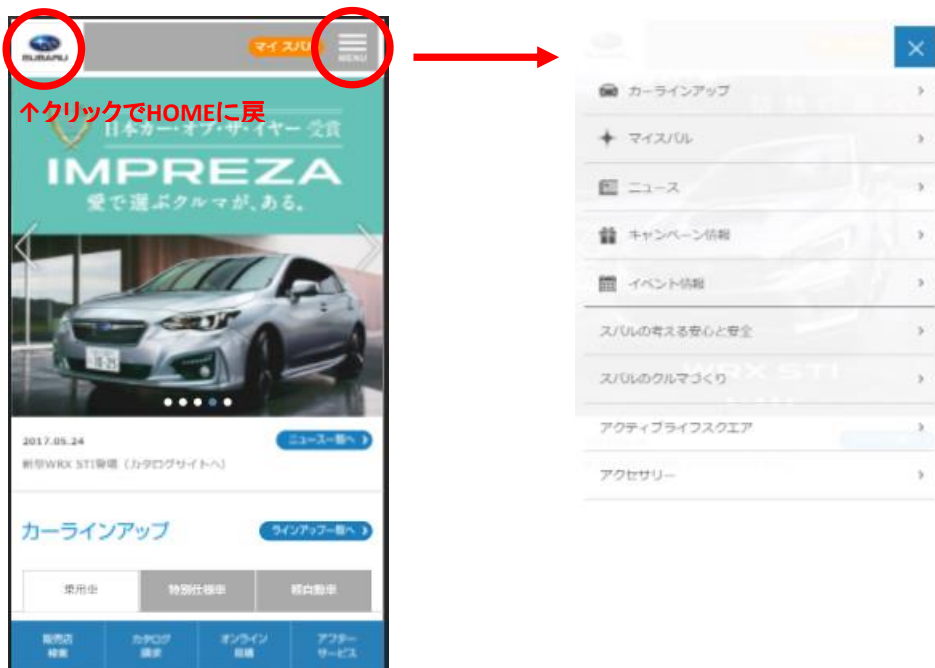 SUBARU
マイスバル
MENU
↑クリックでHOMEに戻
日本カー・オブ・ザ・イヤー 受賞
IMPREZA
愛で選ぶクルマが、ある。
2017.05.24
ニュース一覧へ
新型WRX STI登場（カタログサイトへ）
カーラインアップ
ラインアップ一覧へ
乗用車
特別仕様車
軽自動車
販売店
検索
カタログ
請求
オンライン
見積
アフター
サービス
カーラインアップ
マイスバル
ニュース
キャンペーン情報
イベント情報
スバルの考える安心と安全
スバルのクルマづくり
WRX STI
アクティブライフスクエア
アクセサリー